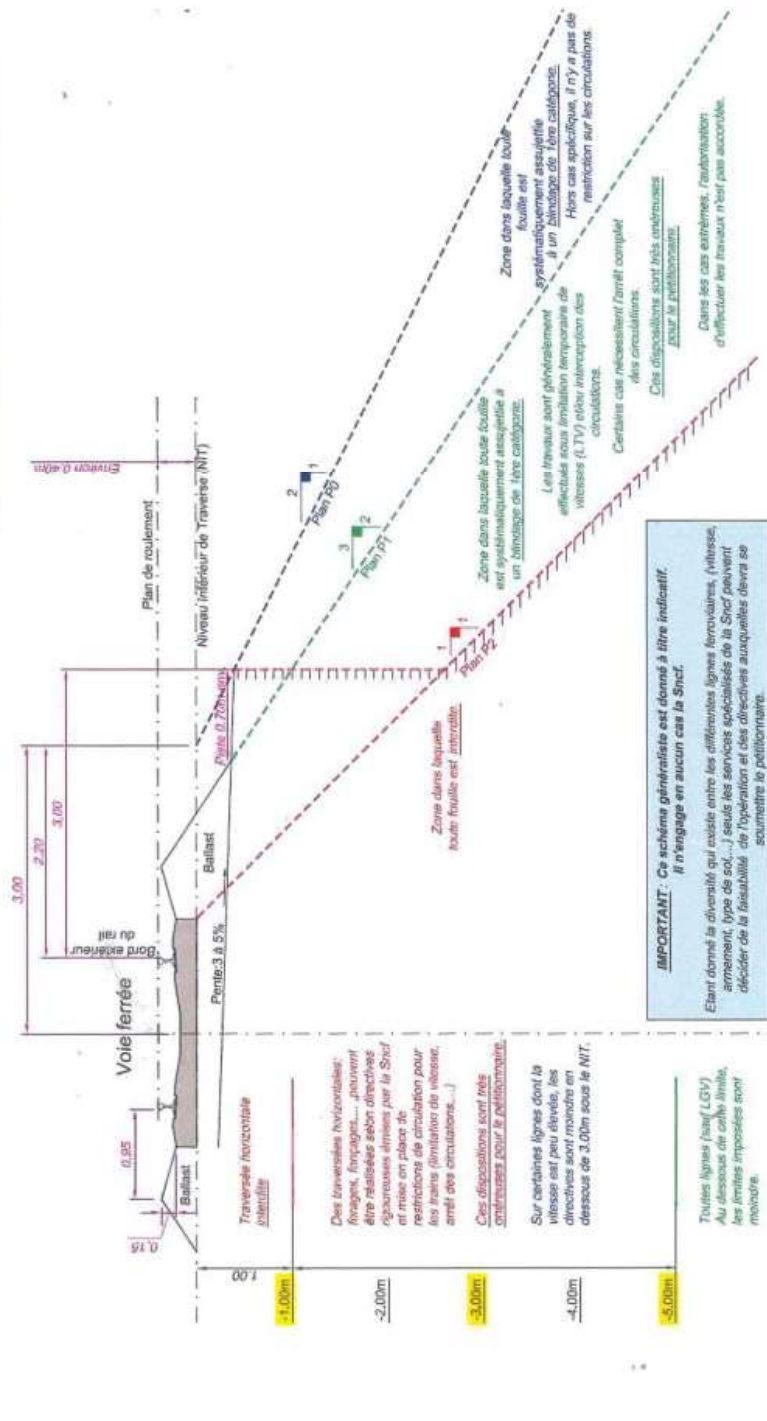 3,00
2,20
3,00
Voie ferrée
0,95
0,15
Bord extérieur
du rail
Plan de roulement
Environ 0.40m
Niveau Inférieur de Traverse (NIT)
Ballast
Ballast
Pente:3 à 5%
Piste 0,70m
1.00
-1.00m
-2.00m
-3.00m
-4.00m
-5.00m
Traversée horizontale
interdite
Des traversées horizontales:
forages, fonçages,... ,peuvent
être réalisées selon directives
rigoureuses émises par la Sncf
et mise en place de
restrictions de circulation pour
les trains (limitation de vitesse,
arrêt des circulations,...)
Ces dispositions sont très
onéreuses pour le pétitionnaire.
Sur certaines lignes dont la
vitesse est peu élevée, les
directives sont moindre en
dessous de 3.00m sous le NIT.
Toutes lignes (sauf LGV)
Au dessous de cette limite,
les limites imposées sont
moindre.
2
1
Plan P0
3
2
Plan P1
1
1
Plan P2
Zone dans laquelle
toute fouille est interdite
Zone dans laquelle toute fouille
est systématiquement assujettie à
un blindage de 1ère catégorie.
Les travaux sont généralement
effectués sous limitation temporaire de
vitesses (LTV) et/ou interception des
circulations.
Certains cas nécessitent l'arrêt complet
des circulations.
Ces dispositions sont très onéreuses
pour le pétitionnaire.
Dans les cas extrêmes, l'autorisation
d'effectuer les travaux n'est pas accordée.
Zone dans laquelle toute
fouille est
systématiquement assujettie
à un blindage de 1ère catégorie.
Hors cas spécifique, il n'y a pas de
restriction sur les circulations.
IMPORTANT : Ce schéma généraliste est donné à titre indicatif.
Il n'engage en aucun cas la Sncf.
Etant donné la diversité qui existe entre les différentes lignes ferroviaires, (vitesse,
armement, type de sol,...) seuls les services spécialisés de la Sncf peuvent
décider de la faisabilité de l'opération et des directives auxquelles devra se
soumettre le pétitionnaire.